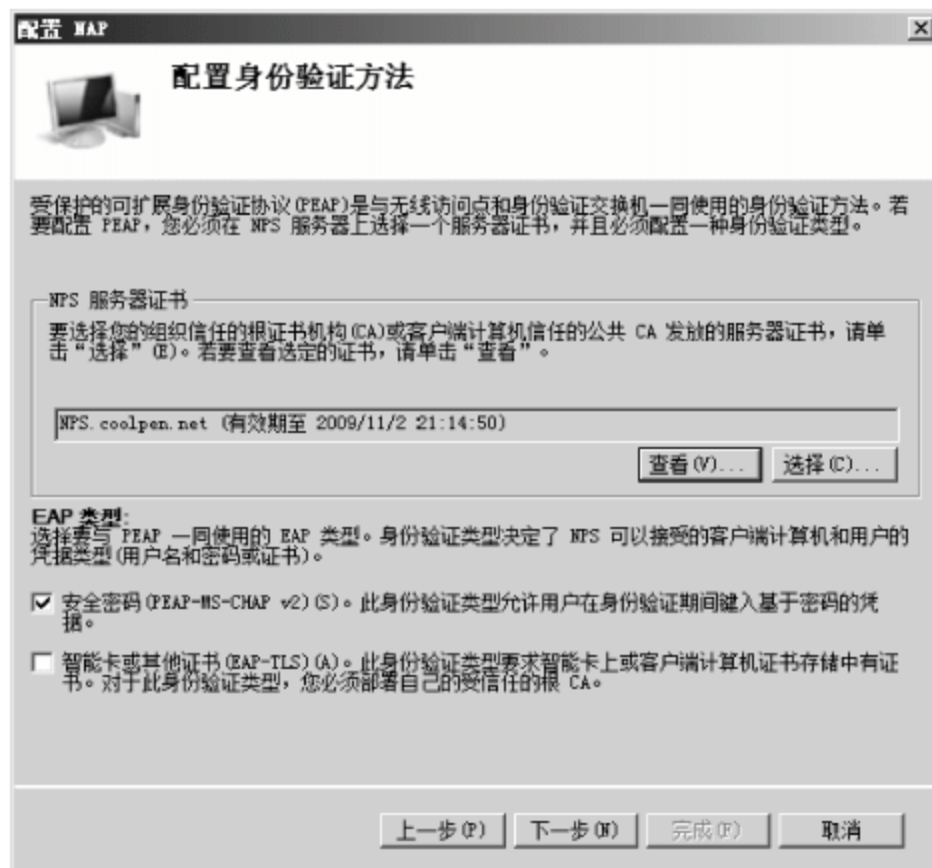 配置 NAP
配置身份验证方法
受保护的可扩展身份验证协议(PEAP)是与无线访问点和身份验证交换机一同使用的身份验证方法。若
要配置 PEAP，您必须在 NPS 服务器上选择一个服务器证书，并且必须配置一种身份验证类型。
NPS 服务器证书
要选择您的组织信任的根证书机构(CA)或客户端计算机信任的公共 CA 发放的服务器证书，请单
击“选择”(E)。若要查看选定的证书，请单击“查看”。
NPS.coolpen.net (有效期至 2009/11/2 21:14:50)
查看(V)...
选择(C)...
EAP 类型:
选择要与 PEAP 一同使用的 EAP 类型。身份验证类型决定了 NPS 可以接受的客户端计算机和用户的
凭据类型(用户名和密码或证书)。
安全密码(PEAP-MS-CHAP v2)(S)。此身份验证类型允许用户在身份验证期间键入基于密码的凭
据。
智能卡或其他证书(EAP-TLS)(A)。此身份验证类型要求智能卡上或客户端计算机证书存储中有证
书。对于此身份验证类型，您必须部署自己的受信任的根 CA。
上一步(P)
下一步(N)
完成(F)
取消